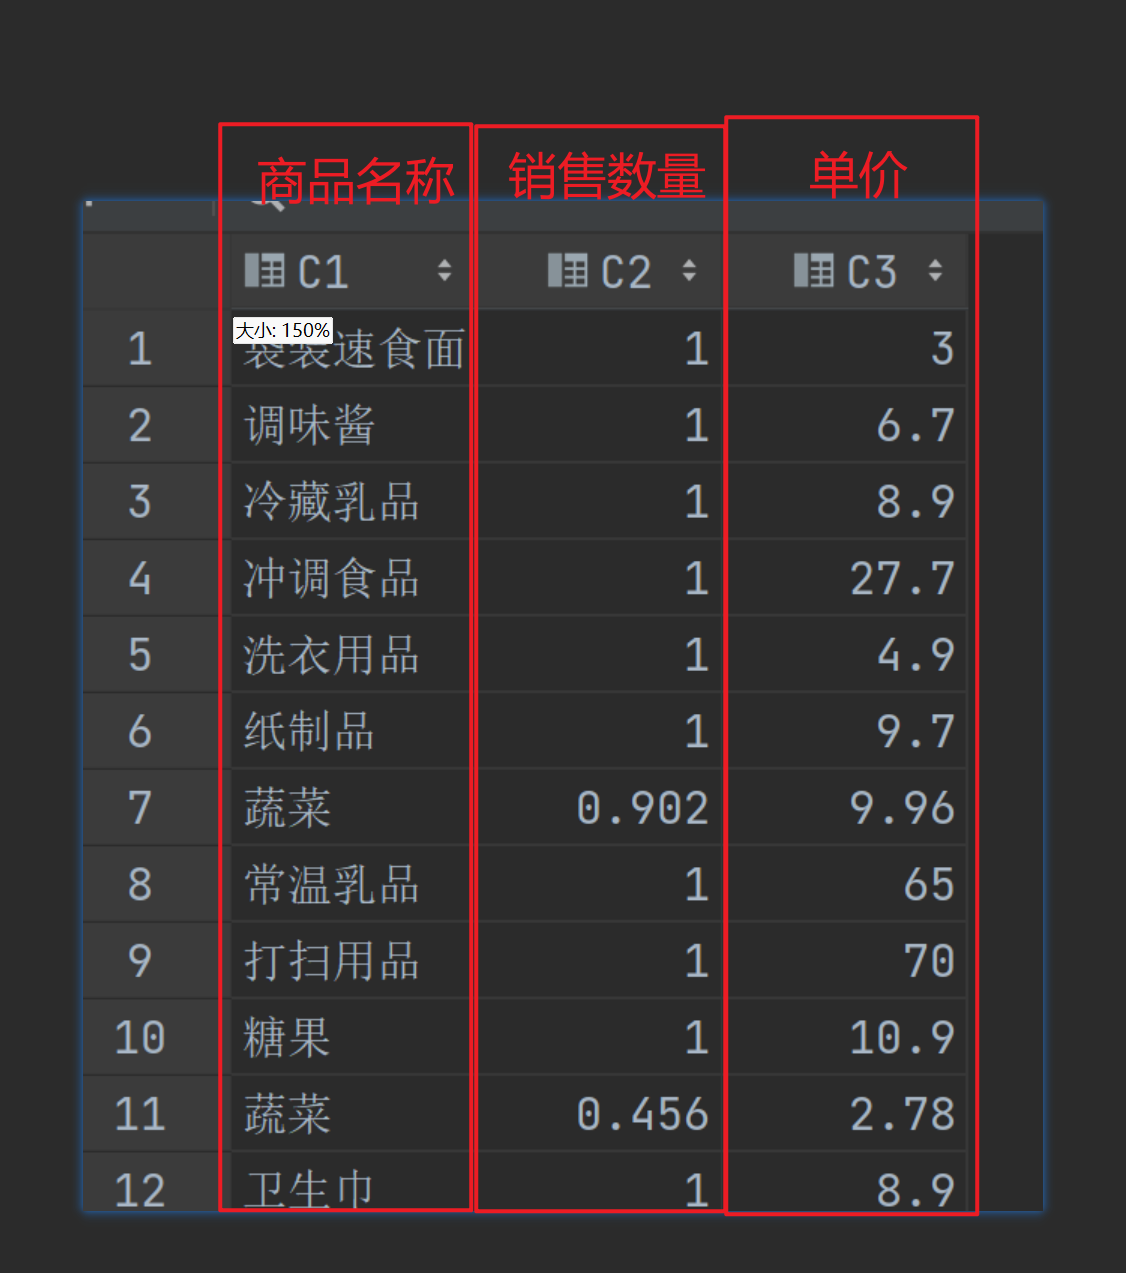 商品名称 销售数量 单价
C1 C2 C3
大小: 150%
1 袋装速食面 1 3
2 调味酱 1 6.7
3 冷藏乳品 1 8.9
4 冲调食品 1 27.7
5 洗衣用品 1 4.9
6 纸制品 1 9.7
7 蔬菜 0.902 9.96
8 常温乳品 1 65
9 打扫用品 1 70
10 糖果 1 10.9
11 蔬菜 0.456 2.78
12 卫生巾 1 8.9